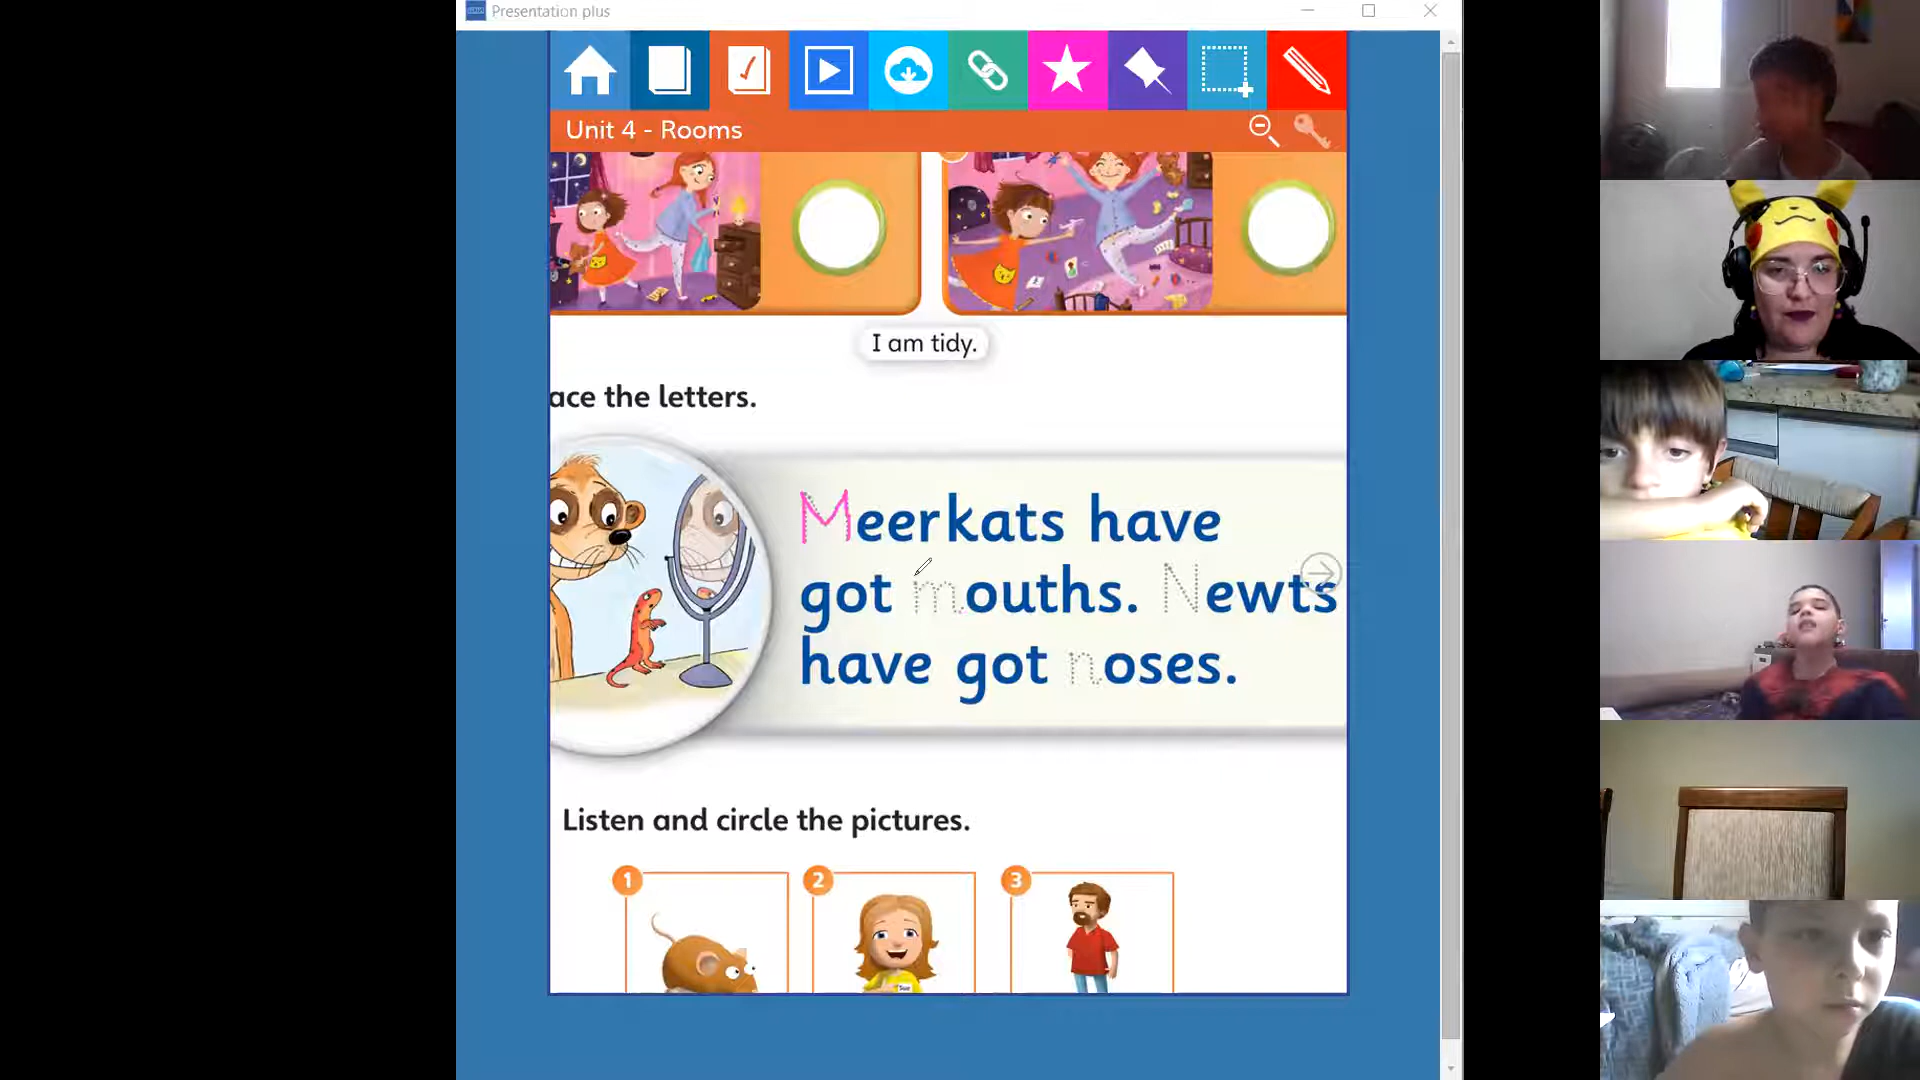 Presentation plus
Unit 4 - Rooms
I am tidy.
ace the letters.
Meerkats have
got mouths. Newts
have got noses.
Listen and circle the pictures.
1 2 3